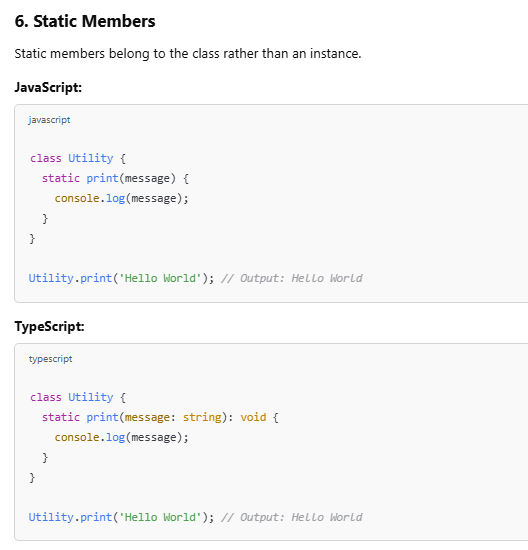 6. Static Members
Static members belong to the class rather than an instance.
JavaScript:
javascript
class Utility {
  static print(message) {
    console.log(message);
  }
}
Utility.print('Hello World'); // Output: Hello World
TypeScript:
typescript
class Utility {
  static print(message: string): void {
    console.log(message);
  }
}
Utility.print('Hello World'); // Output: Hello World